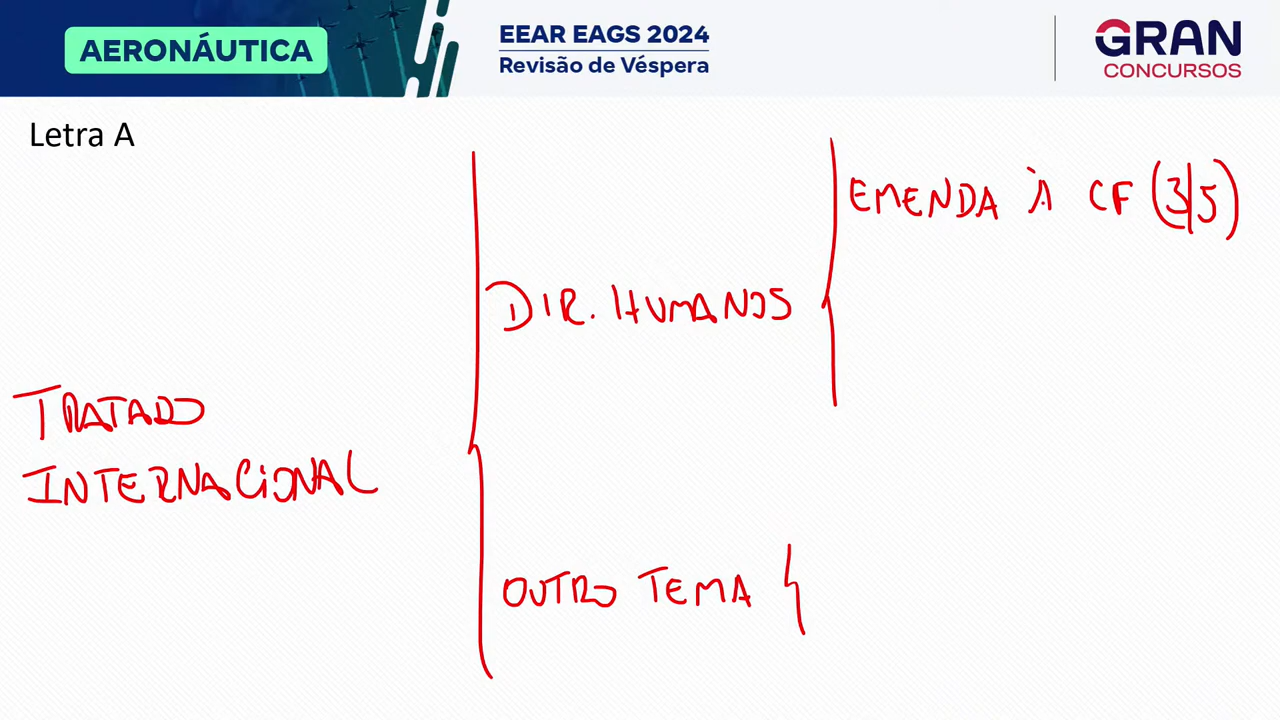 AERONÁUTICA
EEAR EAGS 2024
Revisão de Véspera
GRAN
CONCURSOS
Letra A
EMENDA À CF (3/5)
DIR. HUMANOS
TRATADO
INTERNACIONAL
OUTRO TEMA